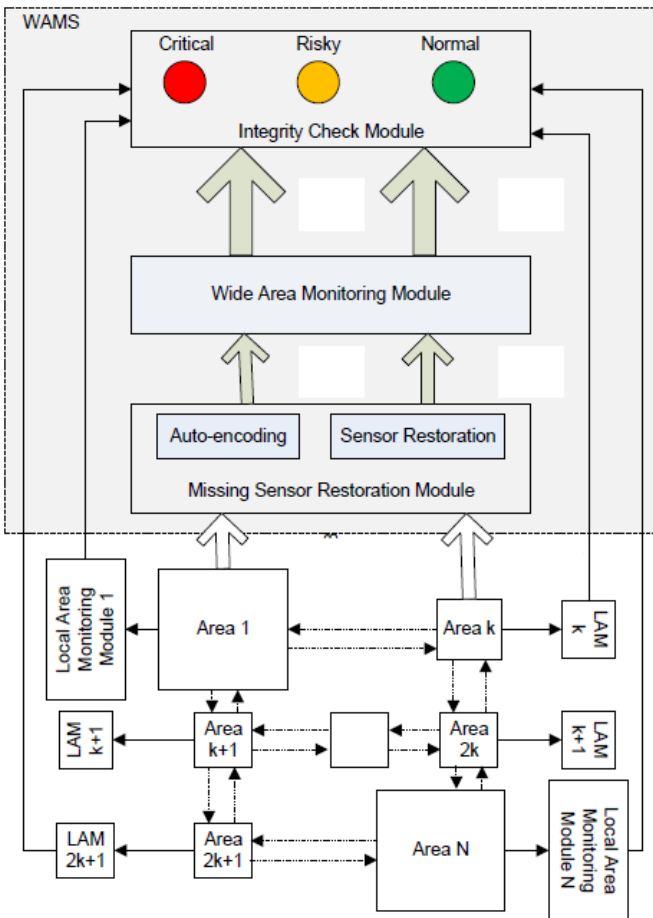 WAMS
Critical
Risky
Normal
Integrity Check Module
Wide Area Monitoring Module
Auto-encoding
Sensor Restoration
Missing Sensor Restoration Module
Local Area
Monitoring
Module 1
Area 1
Area k
LAM
k
LAM
k+1
Area
k+1
Area
2k
LAM
k+1
LAM
2k+1
Area
2k+1
Area N
Local Area
Monitoring
Module N